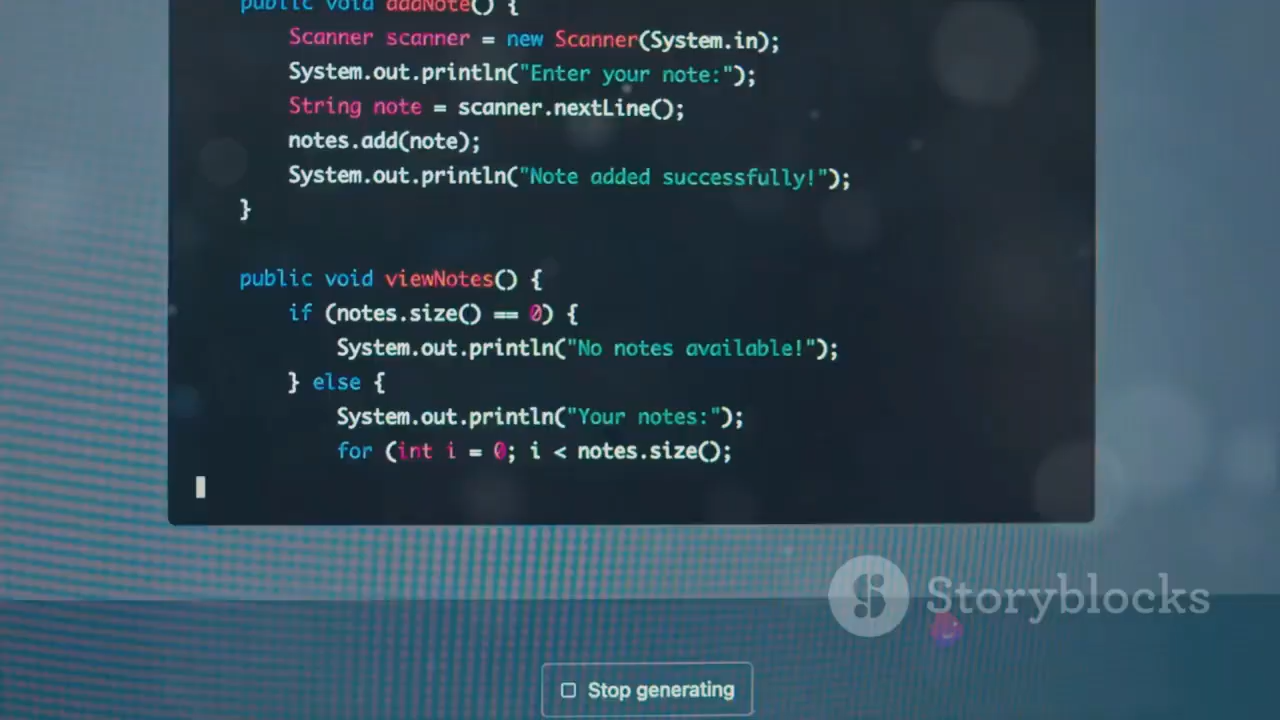 public void addNote() {
Scanner scanner = new Scanner(System.in);
System.out.println("Enter your note:");
String note = scanner.nextLine();
notes.add(note);
System.out.println("Note added successfully!");
}
public void viewNotes() {
if (notes.size() == 0) {
System.out.println("No notes available!");
} else {
System.out.println("Your notes:");
for (int i = 0; i < notes.size();
Storyblocks
Stop generating